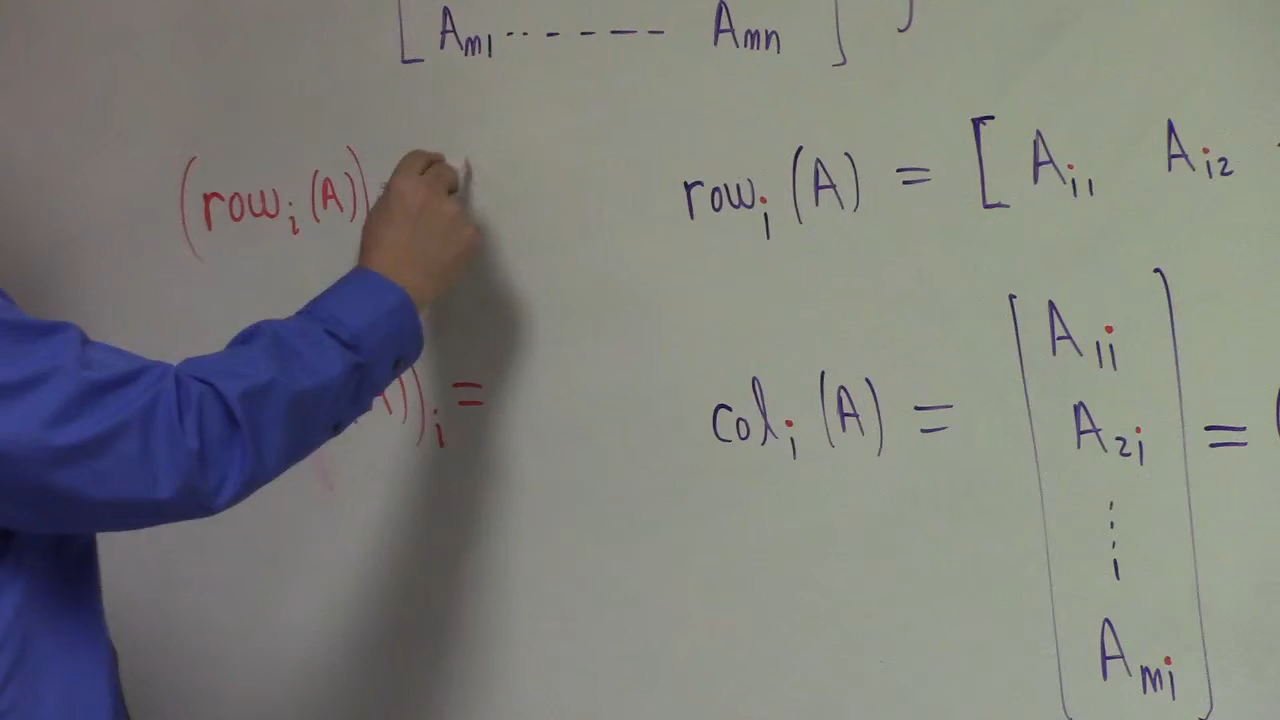 [ Aₘ₁ ------ Aₘₙ ]
(rowᵢ(A))
rowᵢ(A) = [ Aᵢ₁ Aᵢ₂
)ᵢ =
colᵢ(A) = [ A₁ᵢ
A₂ᵢ
⋮
Aₘᵢ ] = (